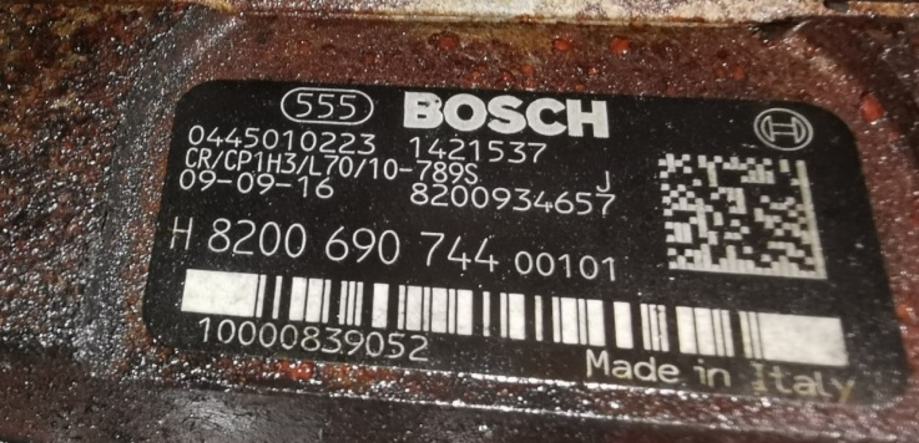 555 BOSCH
0445010223 1421537
CR/CP1H3/L70/10-789S J
09-09-16 8200934657
H 8200 690 744 00101
10000839052
Made in Italy